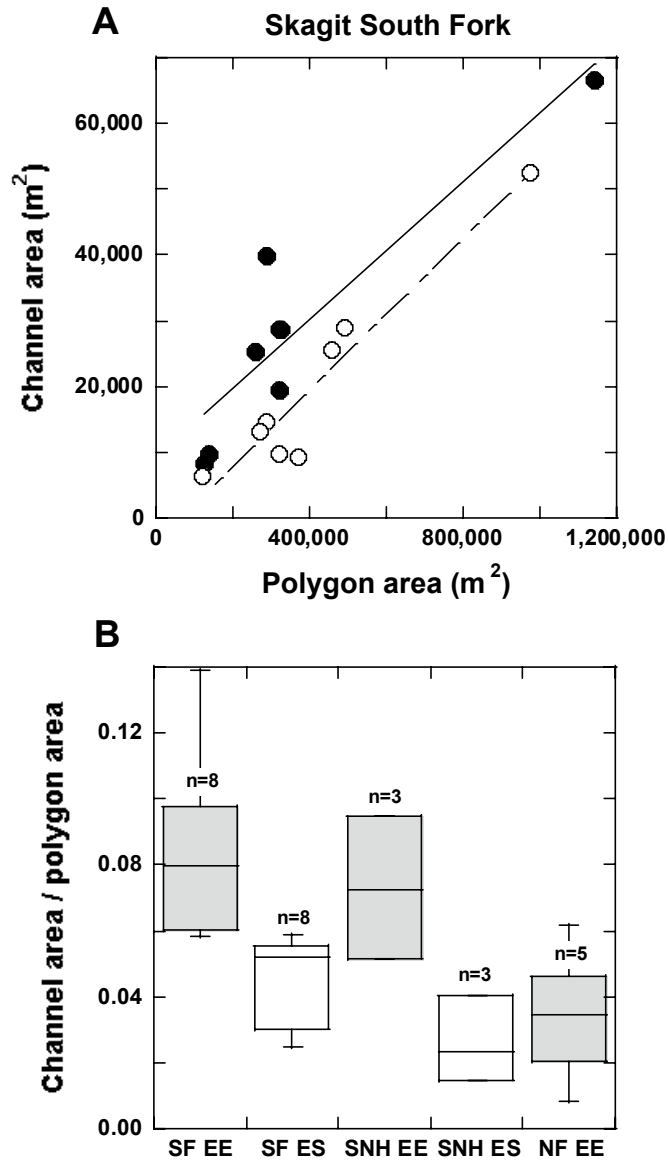 A
Skagit South Fork
Channel area (m²)
60,000
40,000
20,000
0
0 400,000 800,000 1,200,000
Polygon area (m²)
B
Channel area / polygon area
0.12
0.08
0.04
0.00
n=8
n=8
n=3
n=3
n=5
SF EE SF ES SNH EE SNH ES NF EE